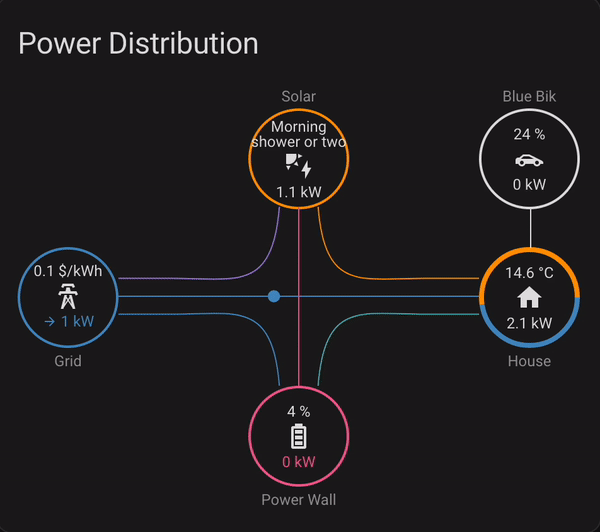 Power Distribution
Solar
Blue Bik
Morning
shower or two
1.1 kW
24 %
0 kW
0.1 $/kWh
→ 1 kW
Grid
14.6 °C
2.1 kW
House
4 %
0 kW
Power Wall